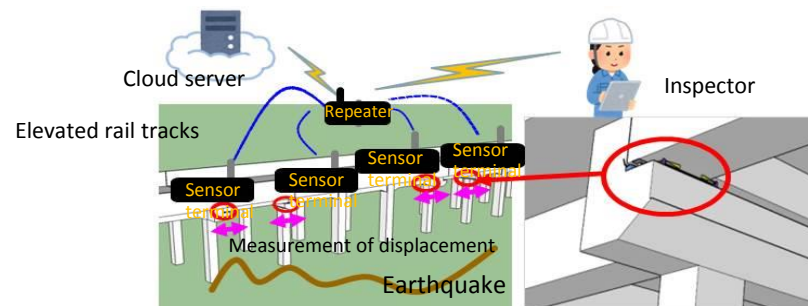 Cloud server
Inspector
Repeater
Elevated rail tracks
Sensor
terminal
Sensor
terminal
Sensor
terminal
Sensor
terminal
Measurement of displacement
Earthquake